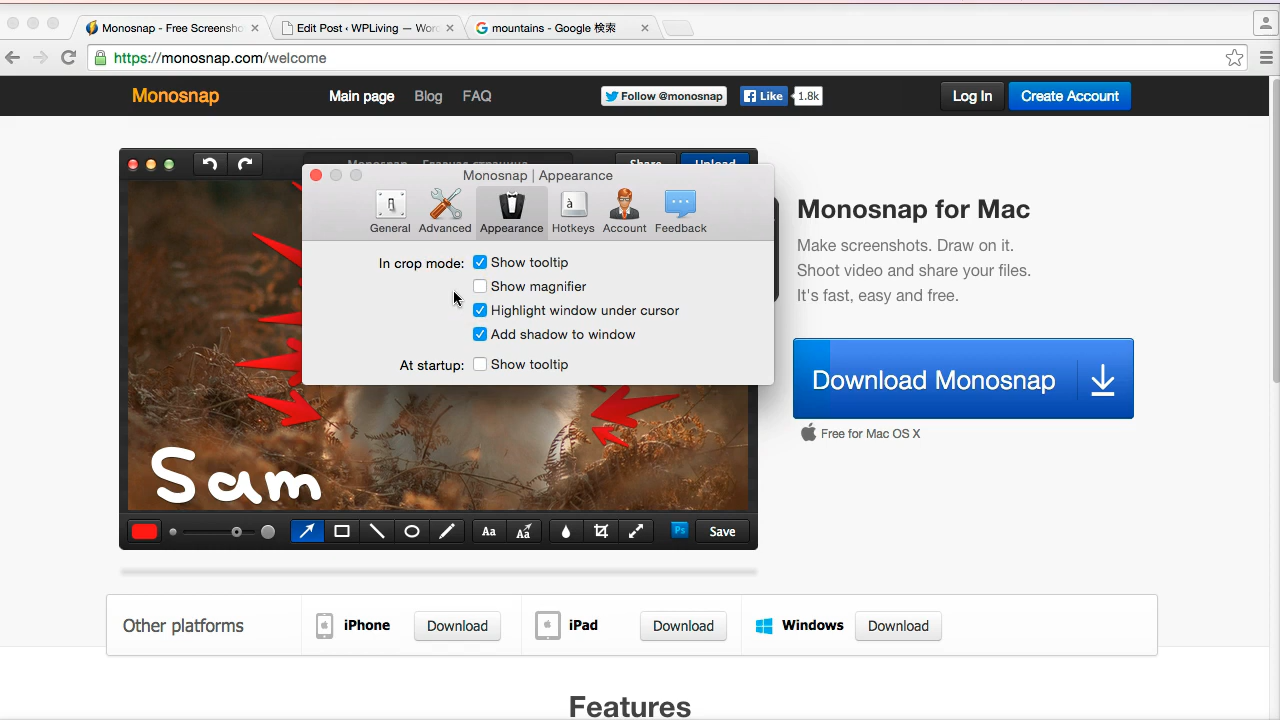 Monosnap - Free Screensho
Edit Post ‹ WPLiving — Wor
mountains - Google 検索
https://monosnap.com/welcome
Monosnap
Main page
Blog
FAQ
Follow @monosnap
Like
1.8k
Log In
Create Account
Share
Upload
Monosnap | Appearance
General
Advanced
Appearance
Hotkeys
Account
Feedback
In crop mode:
Show tooltip
Show magnifier
Highlight window under cursor
Add shadow to window
At startup:
Show tooltip
Monosnap for Mac
Make screenshots. Draw on it.
Shoot video and share your files.
It's fast, easy and free.
Download Monosnap
Free for Mac OS X
Sam
Aa
Aa
Ps
Save
Other platforms
iPhone
Download
iPad
Download
Windows
Download
Features